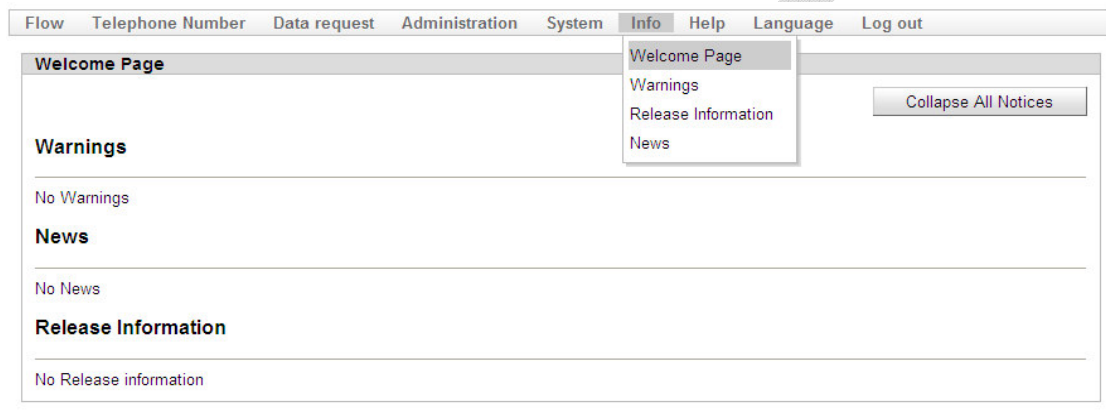 Flow Telephone Number Data request Administration System Info Help Language Log out
Welcome Page
Welcome Page
Warnings
Release Information
News
Collapse All Notices
Warnings
No Warnings
News
No News
Release Information
No Release information